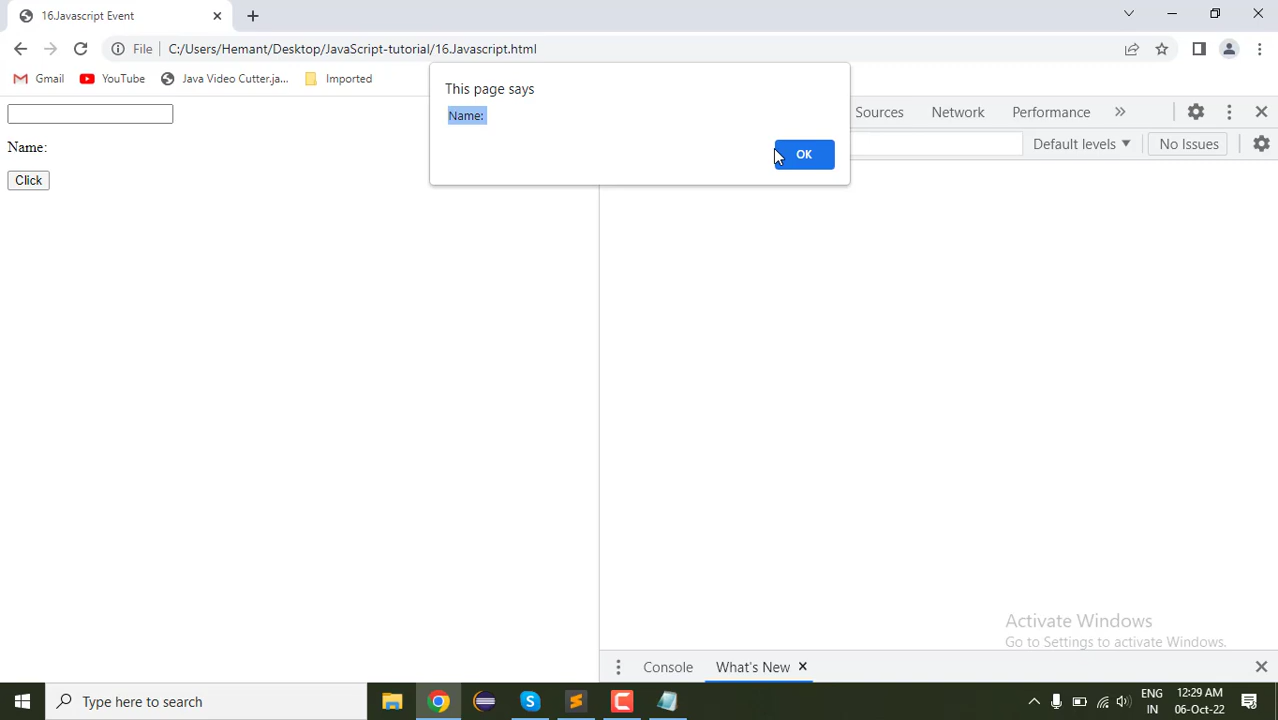 16.Javascript Event
File
C:/Users/Hemant/Desktop/JavaScript-tutorial/16.Javascript.html
Gmail
YouTube
Java Video Cutter.ja...
Imported
This page says
Name:
OK
Name:
Click
Sources
Network
Performance
Default levels
No Issues
Activate Windows
Go to Settings to activate Windows.
Console
What's New
Type here to search
ENG
IN
12:29 AM
06-Oct-22